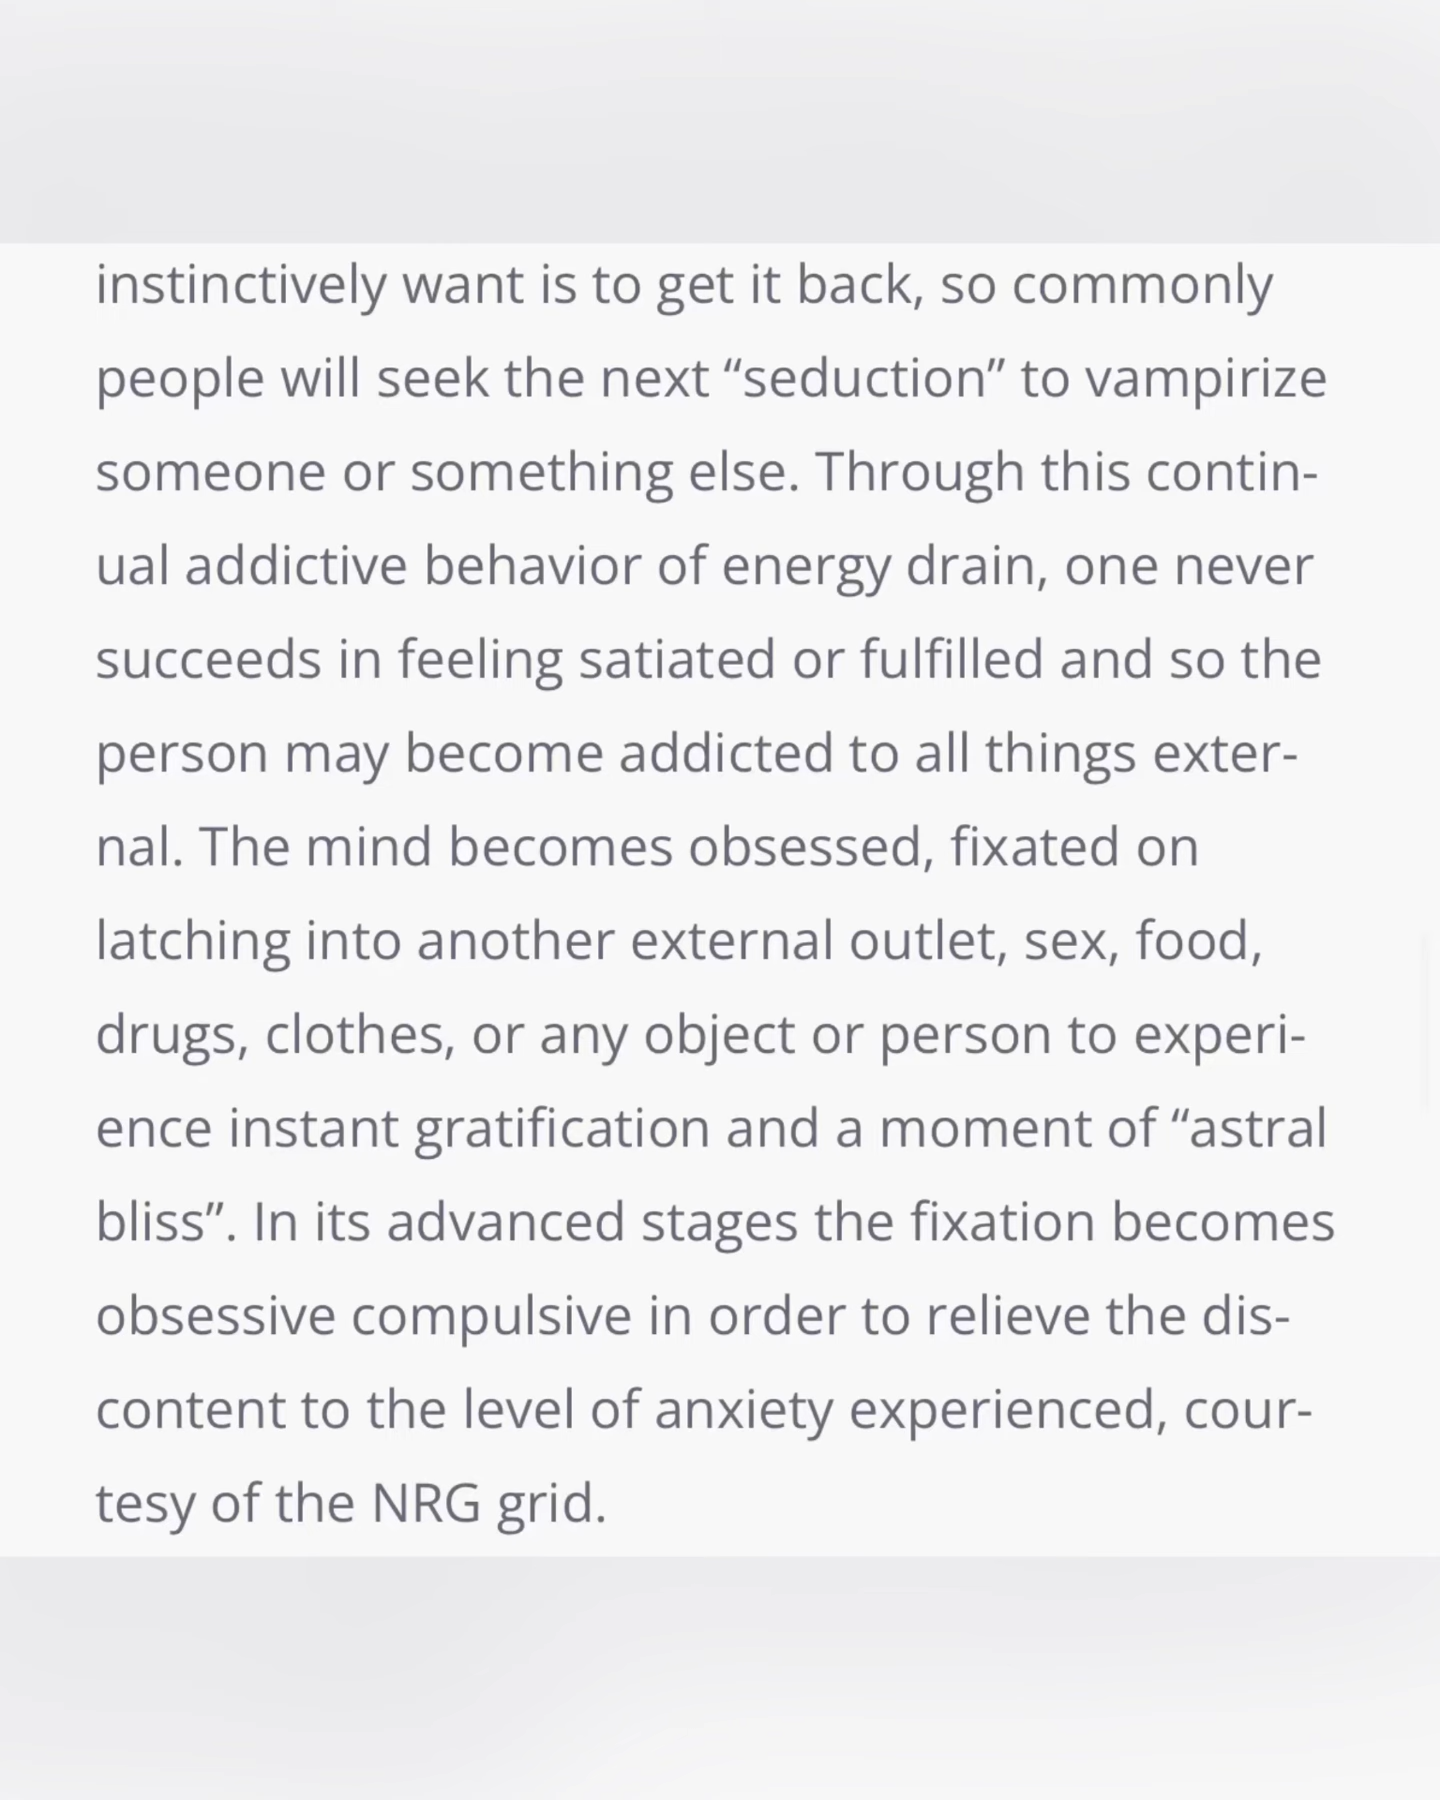 instinctively want is to get it back, so commonly
people will seek the next “seduction” to vampirize
someone or something else. Through this contin-
ual addictive behavior of energy drain, one never
succeeds in feeling satiated or fulfilled and so the
person may become addicted to all things exter-
nal. The mind becomes obsessed, fixated on
latching into another external outlet, sex, food,
drugs, clothes, or any object or person to experi-
ence instant gratification and a moment of “astral
bliss”. In its advanced stages the fixation becomes
obsessive compulsive in order to relieve the dis-
content to the level of anxiety experienced, cour-
tesy of the NRG grid.